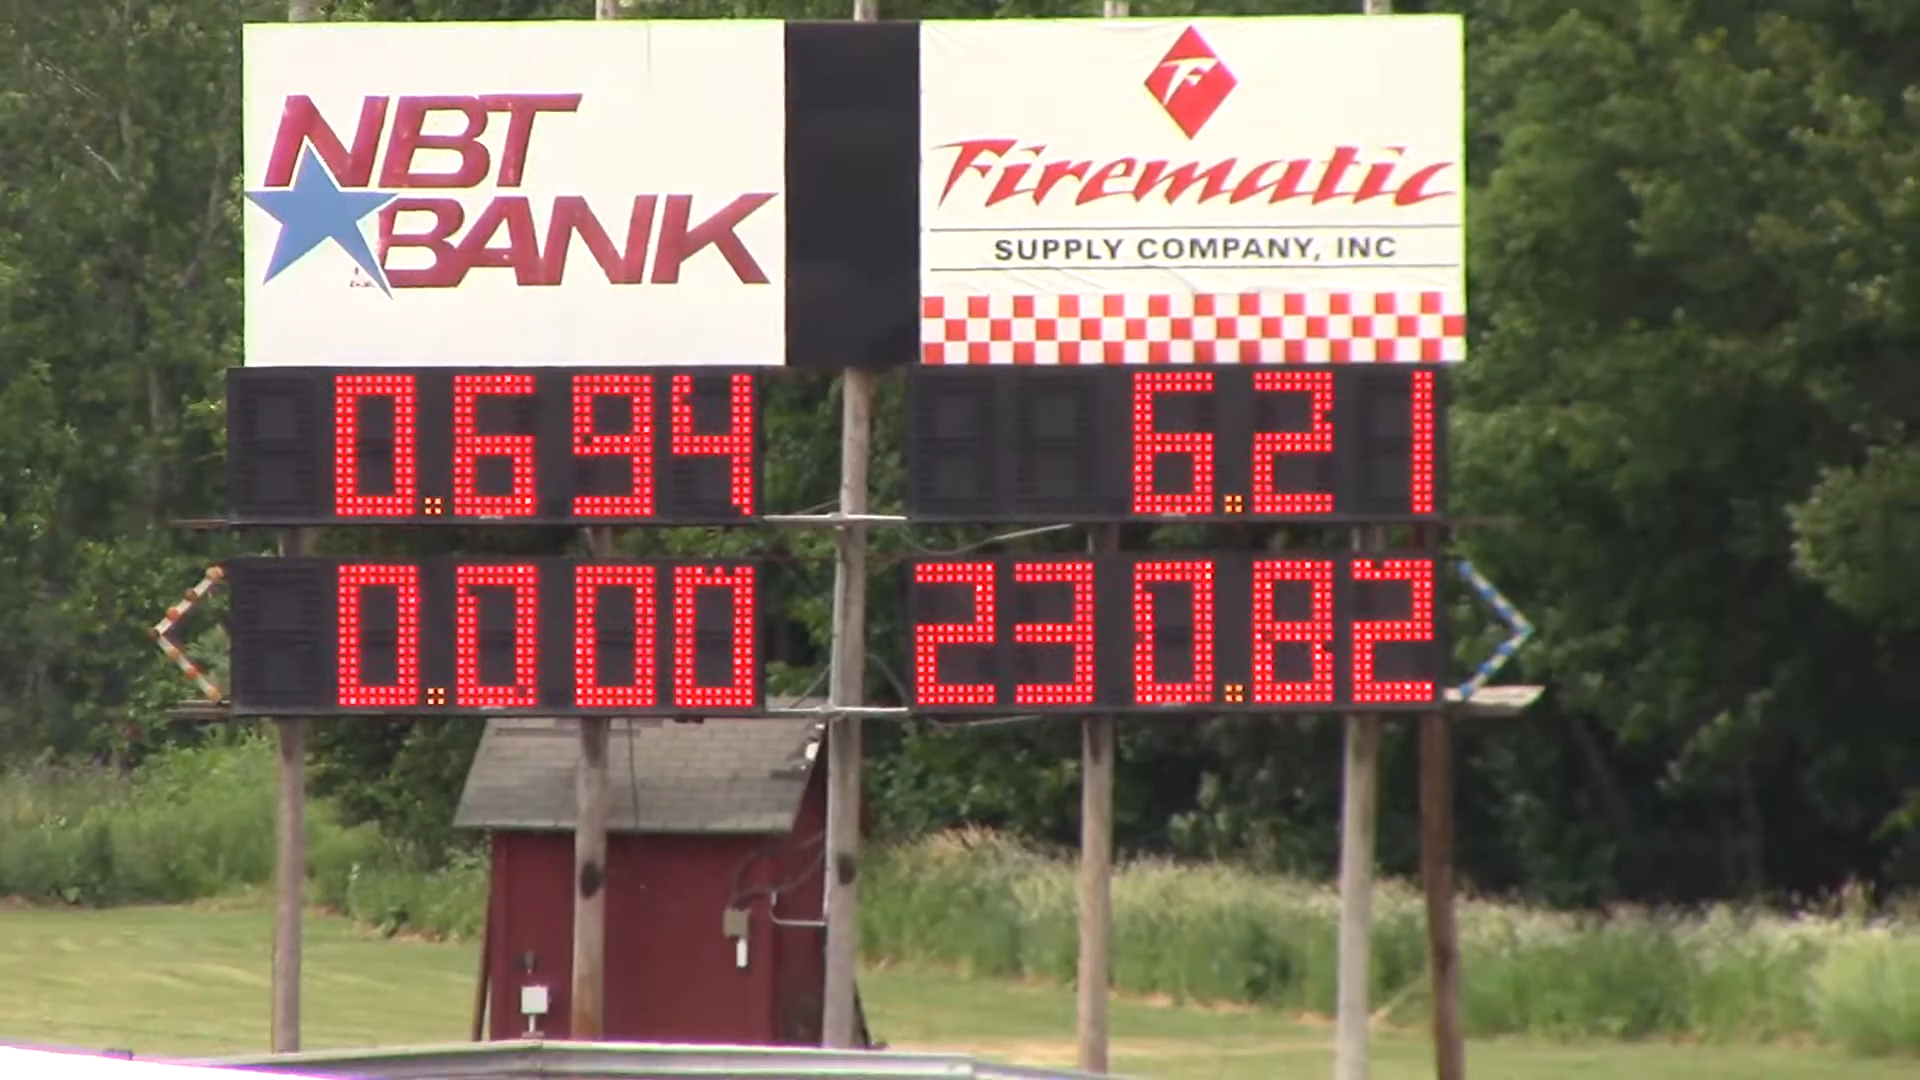 NBT
BANK
F
Firematic
SUPPLY COMPANY, INC
0.694
6.21
0.000
230.82